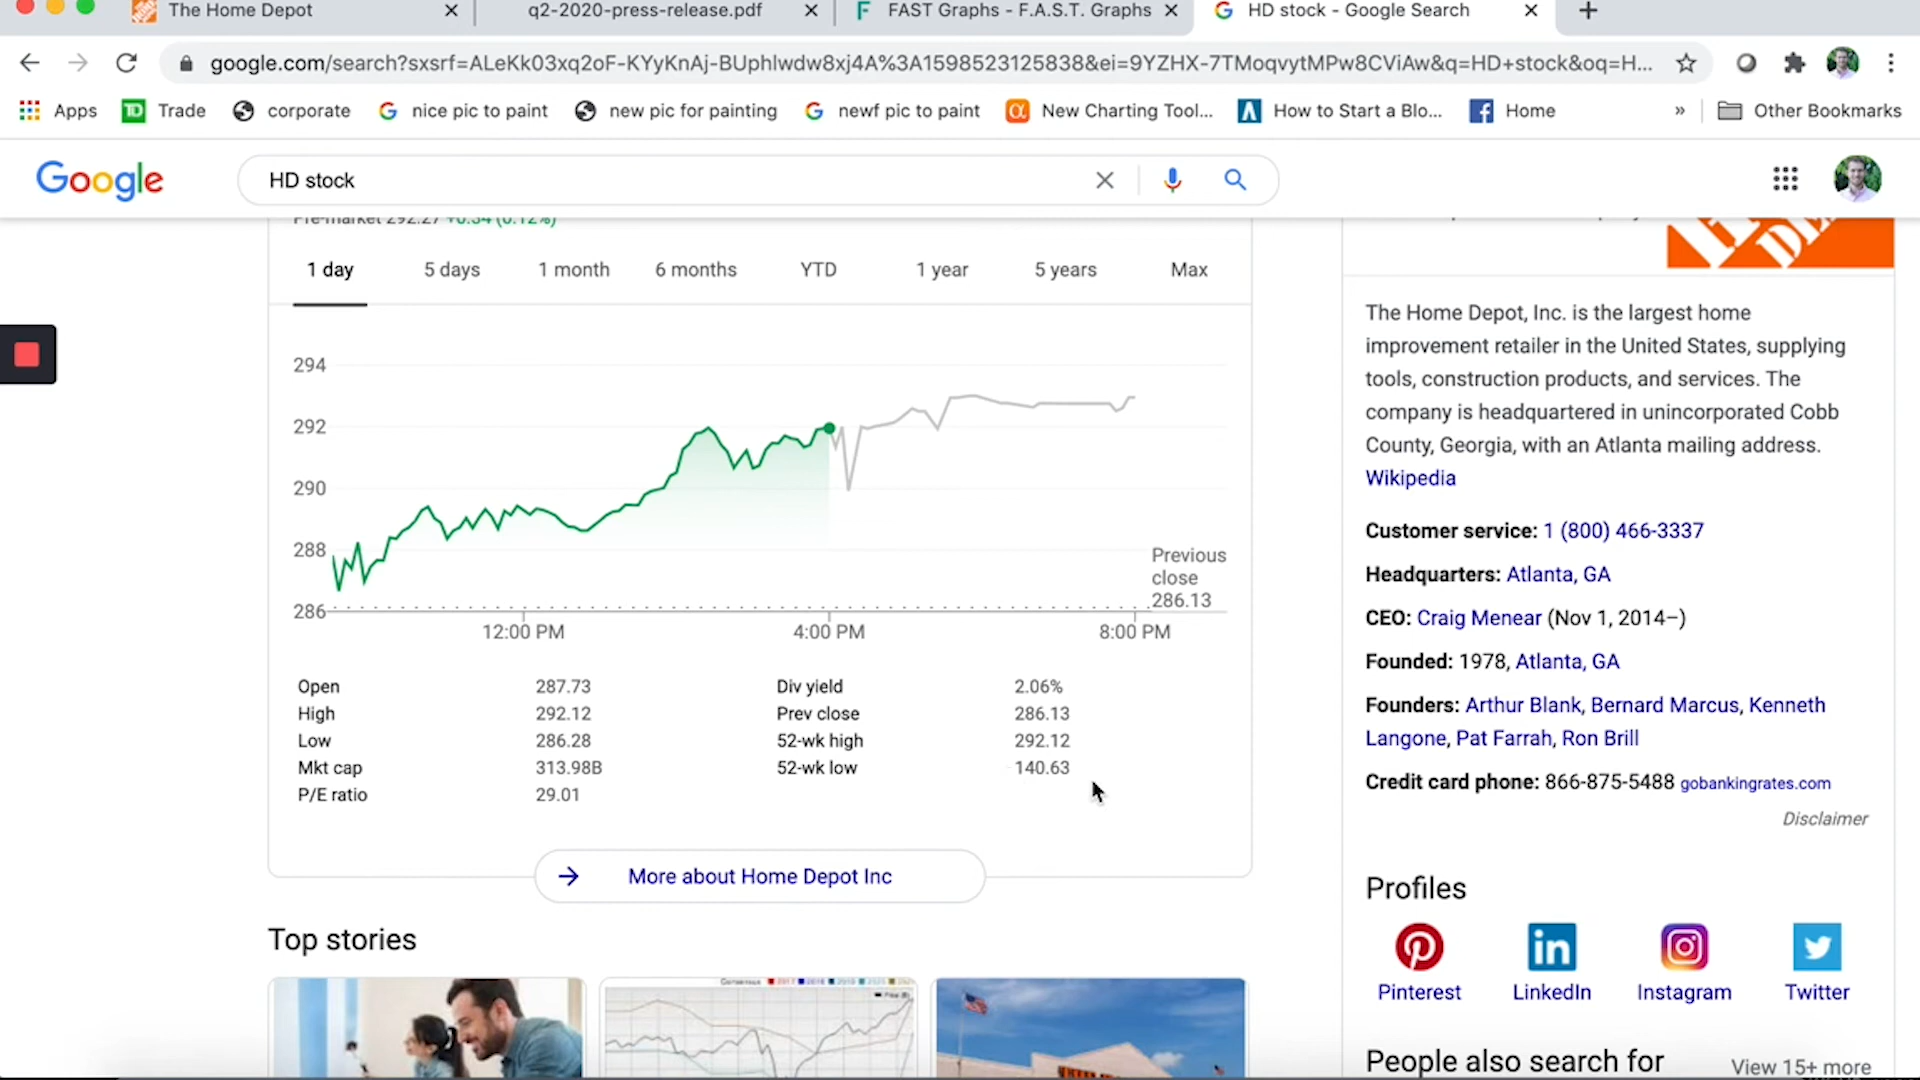 The Home Depot
q2-2020-press-release.pdf
FAST Graphs - F.A.S.T. Graphs
HD stock - Google Search
google.com/search?sxsrf=ALeKk03xq2oF-KYyKnAj-BUphlwdw8xj4A%3A1598523125838&ei=9YZHX-7TMoqvytMPw8CViAw&q=HD+stock&oq=H...
Apps
Trade
corporate
nice pic to paint
new pic for painting
newf pic to paint
New Charting Tool...
How to Start a Blo...
Home
»
Other Bookmarks
Google
HD stock
Pre-market 292.27 +0.34 (0.12%)
1 day
5 days
1 month
6 months
YTD
1 year
5 years
Max
294
292
290
288
286
Previous
close
286.13
12:00 PM
4:00 PM
8:00 PM
Open 287.73 Div yield 2.06%
High 292.12 Prev close 286.13
Low 286.28 52-wk high 292.12
Mkt cap 313.98B 52-wk low 140.63
P/E ratio 29.01
More about Home Depot Inc
Top stories
The Home Depot, Inc. is the largest home
improvement retailer in the United States, supplying
tools, construction products, and services. The
company is headquartered in unincorporated Cobb
County, Georgia, with an Atlanta mailing address.
Wikipedia
Customer service: 1 (800) 466-3337
Headquarters: Atlanta, GA
CEO: Craig Menear (Nov 1, 2014–)
Founded: 1978, Atlanta, GA
Founders: Arthur Blank, Bernard Marcus, Kenneth
Langone, Pat Farrah, Ron Brill
Credit card phone: 866-875-5488 gobankingrates.com
Disclaimer
Profiles
Pinterest
LinkedIn
Instagram
Twitter
People also search for
View 15+ more